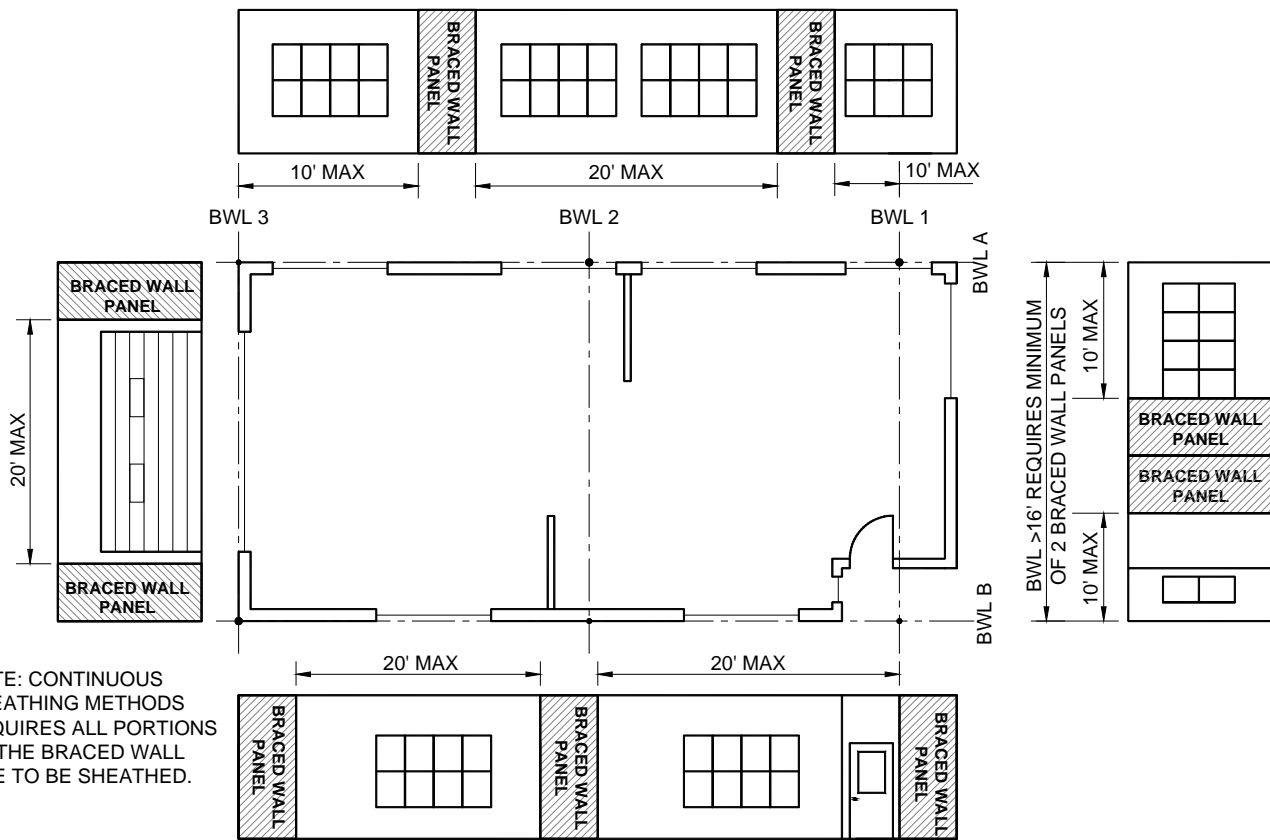 BRACED WALL
PANEL
BRACED WALL
PANEL
10' MAX
20' MAX
10' MAX
BWL 3
BWL 2
BWL 1
BWL A
BRACED WALL
PANEL
20' MAX
BRACED WALL
PANEL
BWL >16' REQUIRES MINIMUM
OF 2 BRACED WALL PANELS
10' MAX
BRACED WALL
PANEL
BRACED WALL
PANEL
10' MAX
BWL B
20' MAX
20' MAX
TE: CONTINUOUS
EATHING METHODS
QUIRES ALL PORTIONS
THE BRACED WALL
E TO BE SHEATHED.
BRACED WALL
PANEL
BRACED WALL
PANEL
BRACED WALL
PANEL